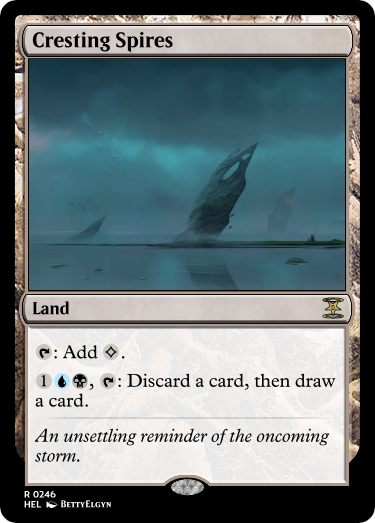 Cresting Spires
Land
: Add .
1, : Discard a card, then draw
a card.
An unsettling reminder of the oncoming
storm.
R 0246
HEL BettyElgyn